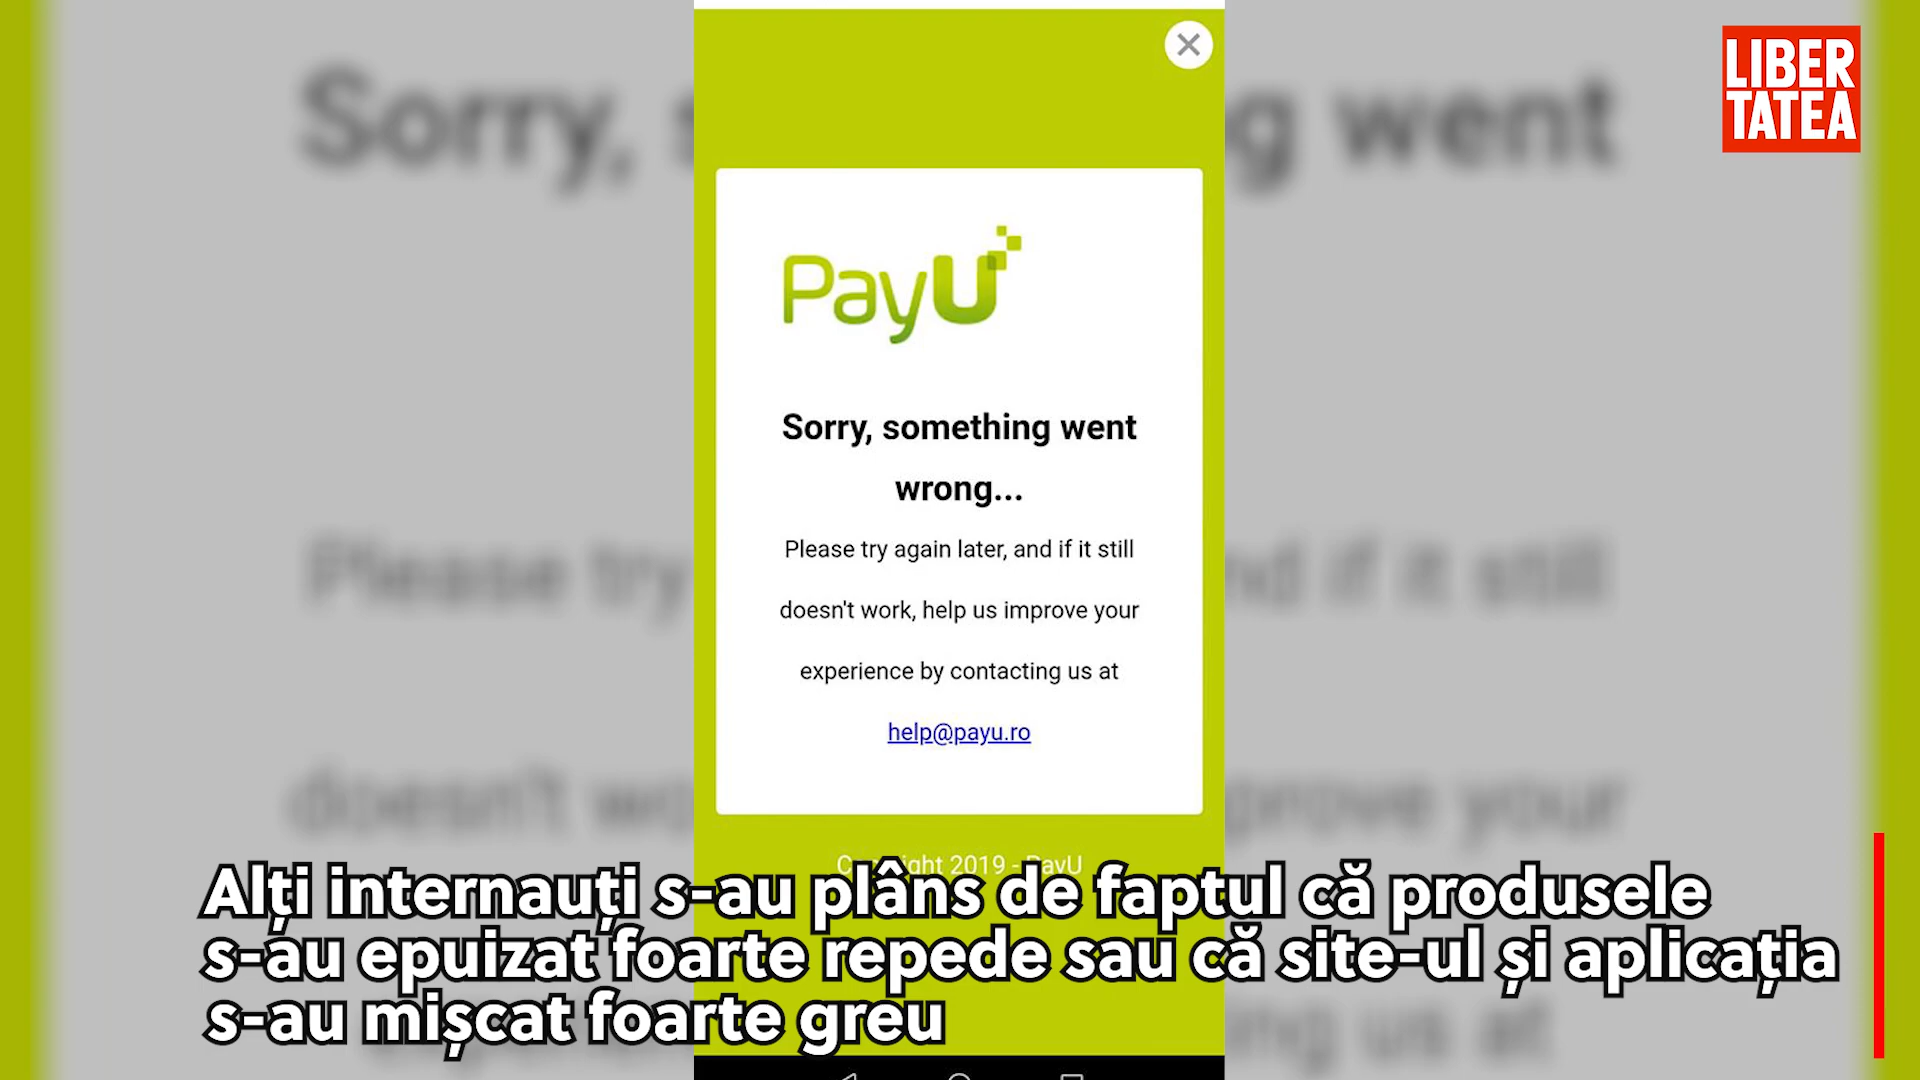 LIBER
TATEA
PayU
Sorry, something went
wrong...
Please try again later, and if it still
doesn't work, help us improve your
experience by contacting us at
help@payu.ro
2019 - PayU
Alți internauți s-au plâns de faptul că produsele
s-au epuizat foarte repede sau că site-ul și aplicația
s-au mișcat foarte greu